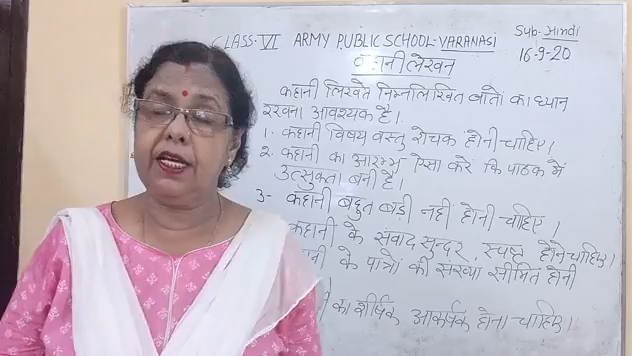 CLASS-VI ARMY PUBLIC SCHOOL-VARANASI
Sub-Hindi
16-9-20
कहानी लेखन
कहानी लिखते निम्नलिखित बातों का ध्यान
रखना आवश्यक है।
1. कहानी विषय वस्तु रोचक होनी चाहिए।
2. कहानी का आरम्भ ऐसा करे कि पाठक में
उत्सुकता बनी है।
3- कहानी बहुत बड़ी नही होनी चाहिए।
कहानी के संवाद सुन्दर, स्पष्ट होने चाहिए।
के पात्रों की संख्या सीमित होनी
का शीर्षक आकर्षक होना चाहिए।